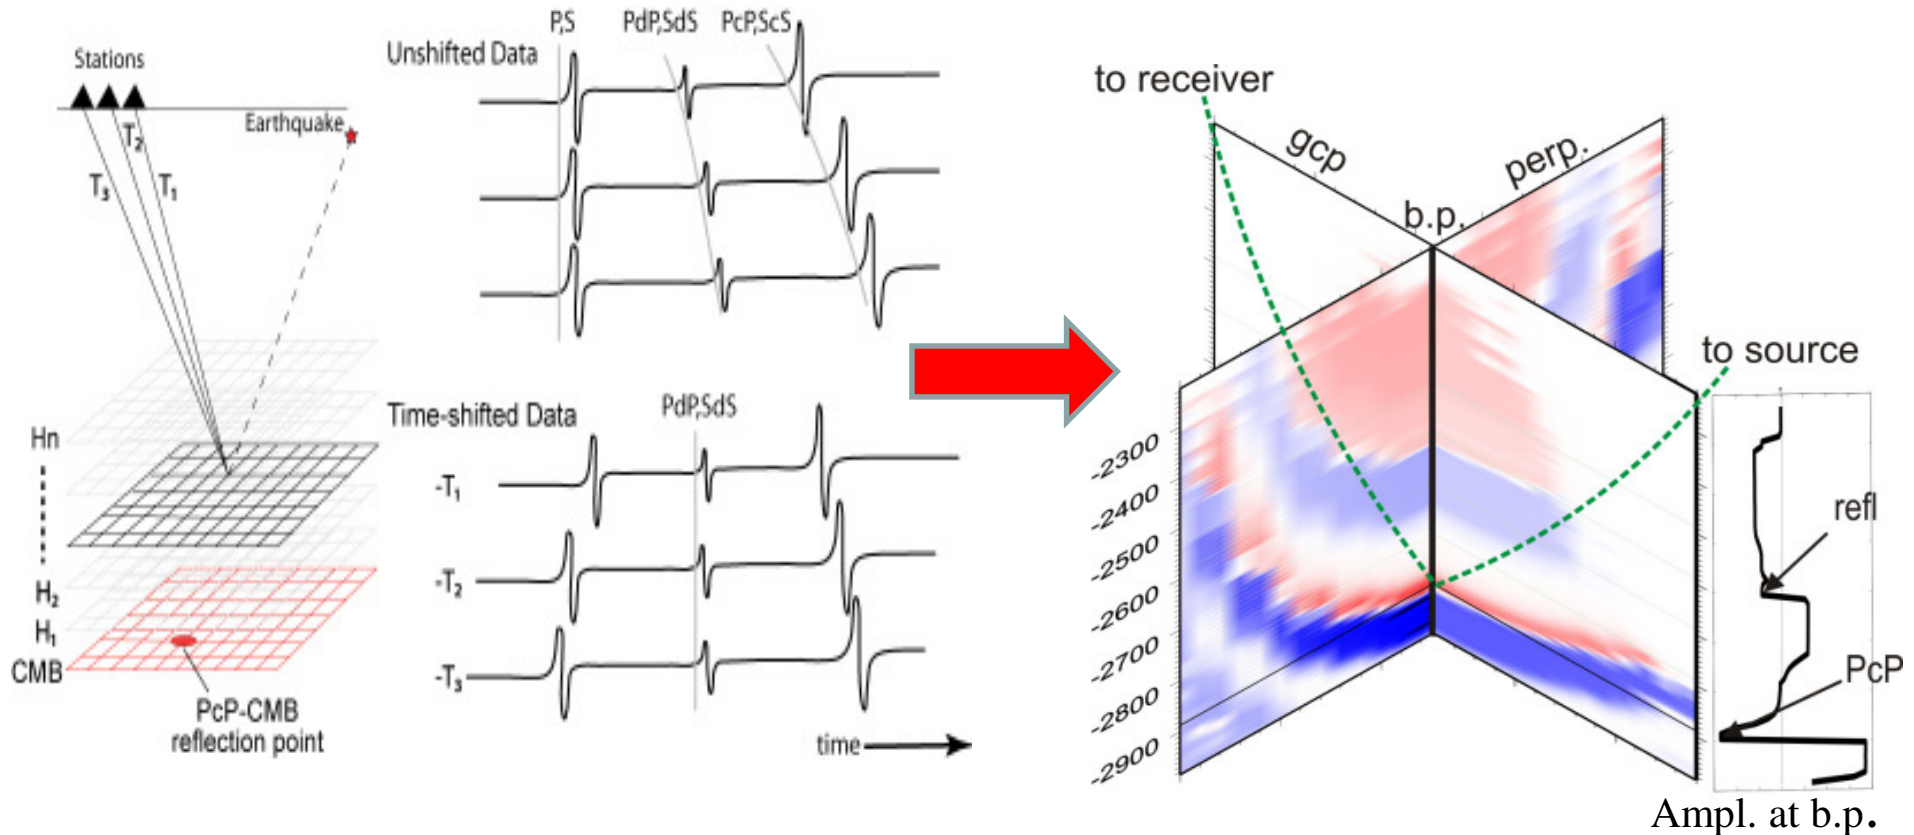 Stations
Earthquake
T₂
T₃
T₁
Hn
H₂
H₁
CMB
PcP-CMB
reflection point
P,S
PdP,SdS
PcP,ScS
Unshifted Data
Time-shifted Data
PdP,SdS
-T₁
-T₂
-T₃
time
to receiver
gcp
perp.
b.p.
to source
-2300
-2400
-2500
-2600
-2700
-2800
-2900
refl
PcP
Ampl. at b.p.